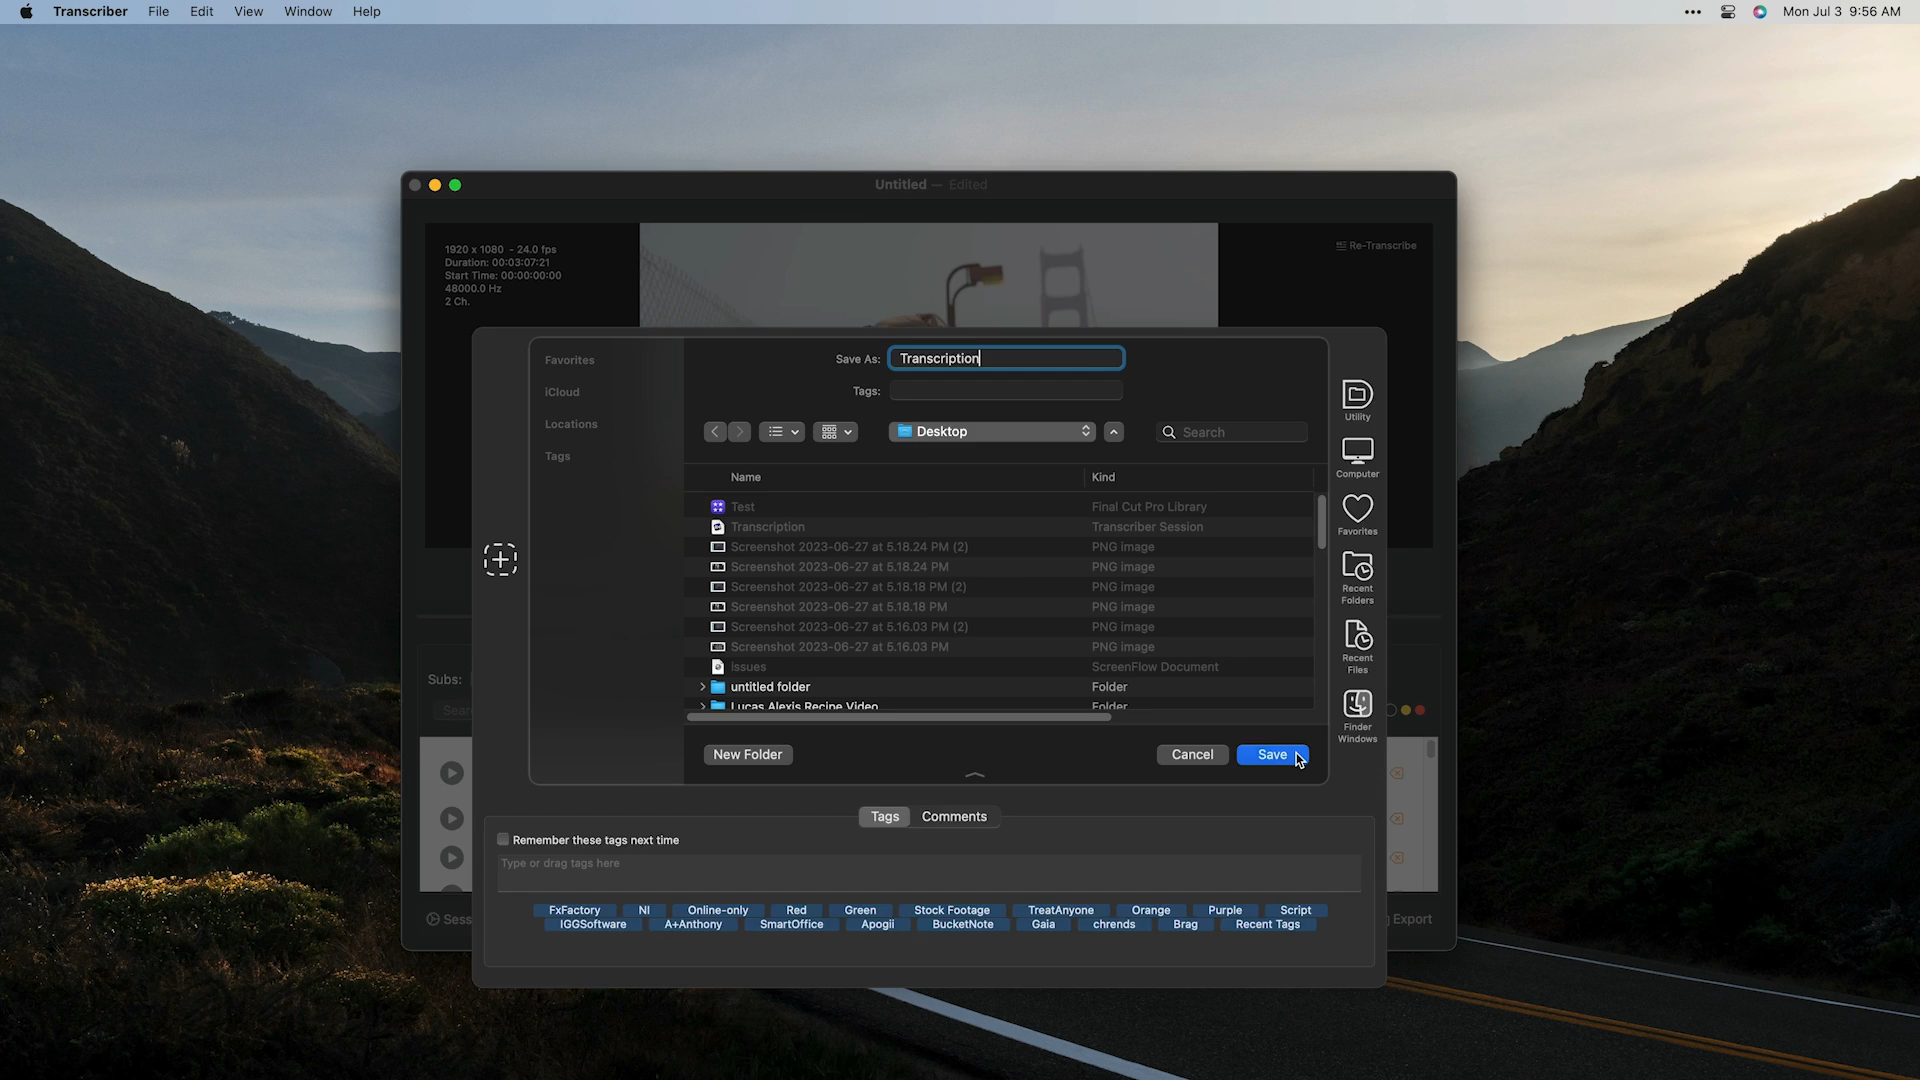 Transcriber File Edit View Window Help
Mon Jul 3 9:56 AM
Untitled — Edited
1920 x 1080 - 24.0 fps
Duration: 00:03:07:21
Start Time: 00:00:00:00
48000.0 Hz
2 Ch.
Re-Transcribe
Favorites
iCloud
Locations
Tags
Save As: Transcription
Tags:
Desktop
Search
Name Kind
Test Final Cut Pro Library
Transcription Transcriber Session
Screenshot 2023-06-27 at 5.18.24 PM (2) PNG image
Screenshot 2023-06-27 at 5.18.24 PM PNG image
Screenshot 2023-06-27 at 5.18.18 PM (2) PNG image
Screenshot 2023-06-27 at 5.18.18 PM PNG image
Screenshot 2023-06-27 at 5.16.03 PM (2) PNG image
Screenshot 2023-06-27 at 5.16.03 PM PNG image
issues ScreenFlow Document
untitled folder Folder
Lucas Alexis Recipe Video Folder
New Folder
Cancel
Save
Utility
Computer
Favorites
Recent
Folders
Recent
Files
Finder
Windows
Subs:
Sear
Sess
Export
Tags Comments
Remember these tags next time
Type or drag tags here
FxFactory NI Online-only Red Green Stock Footage TreatAnyone Orange Purple Script
IGGSoftware A+Anthony SmartOffice Apogii BucketNote Gaia chrends Brag Recent Tags